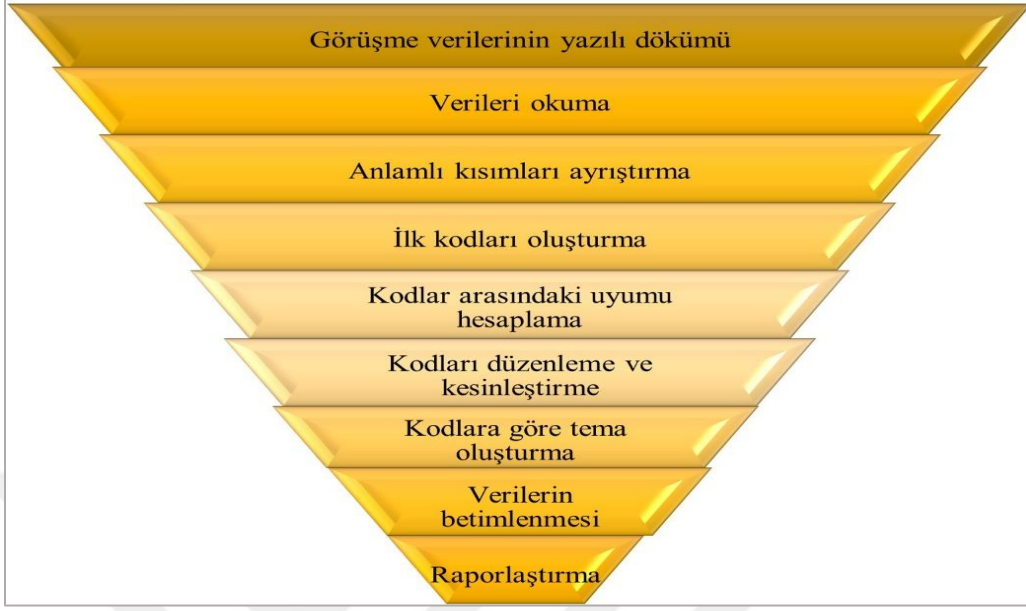 Görüşme verilerinin yazılı dökümü
Verileri okuma
Anlamlı kısımları ayrıştırma
İlk kodları oluşturma
Kodlar arasındaki uyumu
hesaplama
Kodları düzenleme ve
kesinleştirme
Kodlara göre tema
oluşturma
Verilerin
betimlenmesi
Raporlaştırma